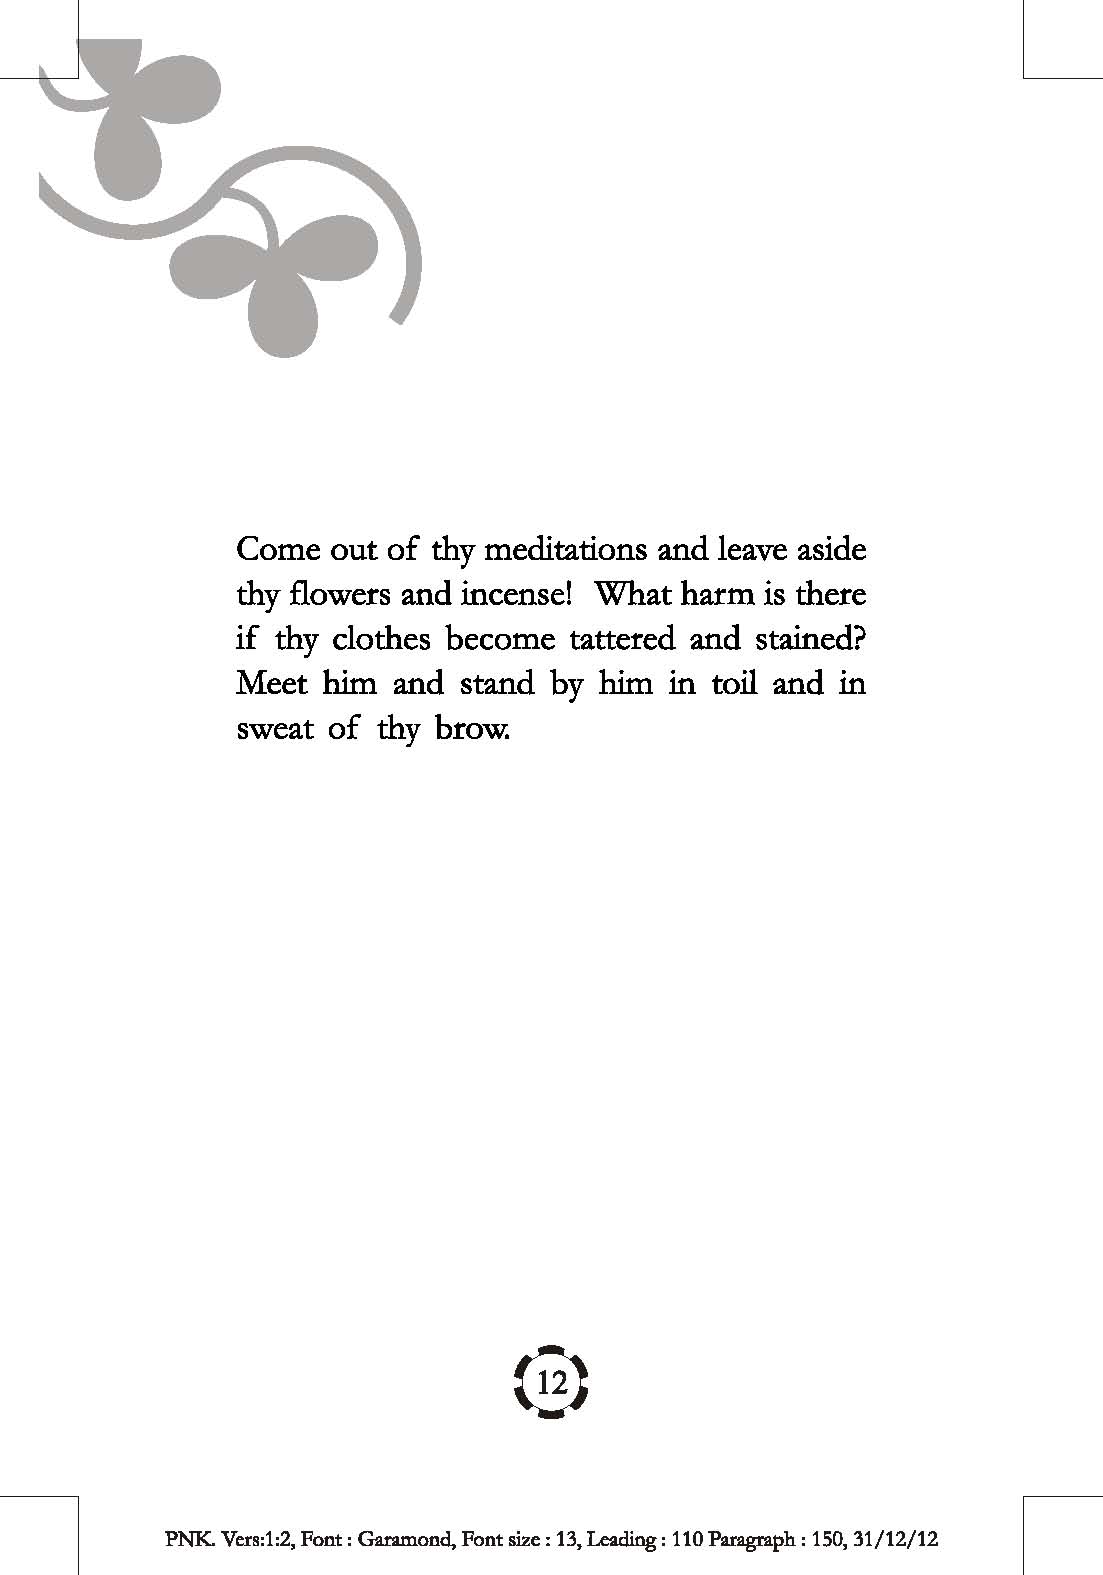 Come out of thy meditations and leave aside
thy flowers and incense! What harm is there
if thy clothes become tattered and stained?
Meet him and stand by him in toil and in
sweat of thy brow.
12
PNK. Vers:1:2, Font : Garamond, Font size : 13, Leading : 110 Paragraph : 150, 31/12/12